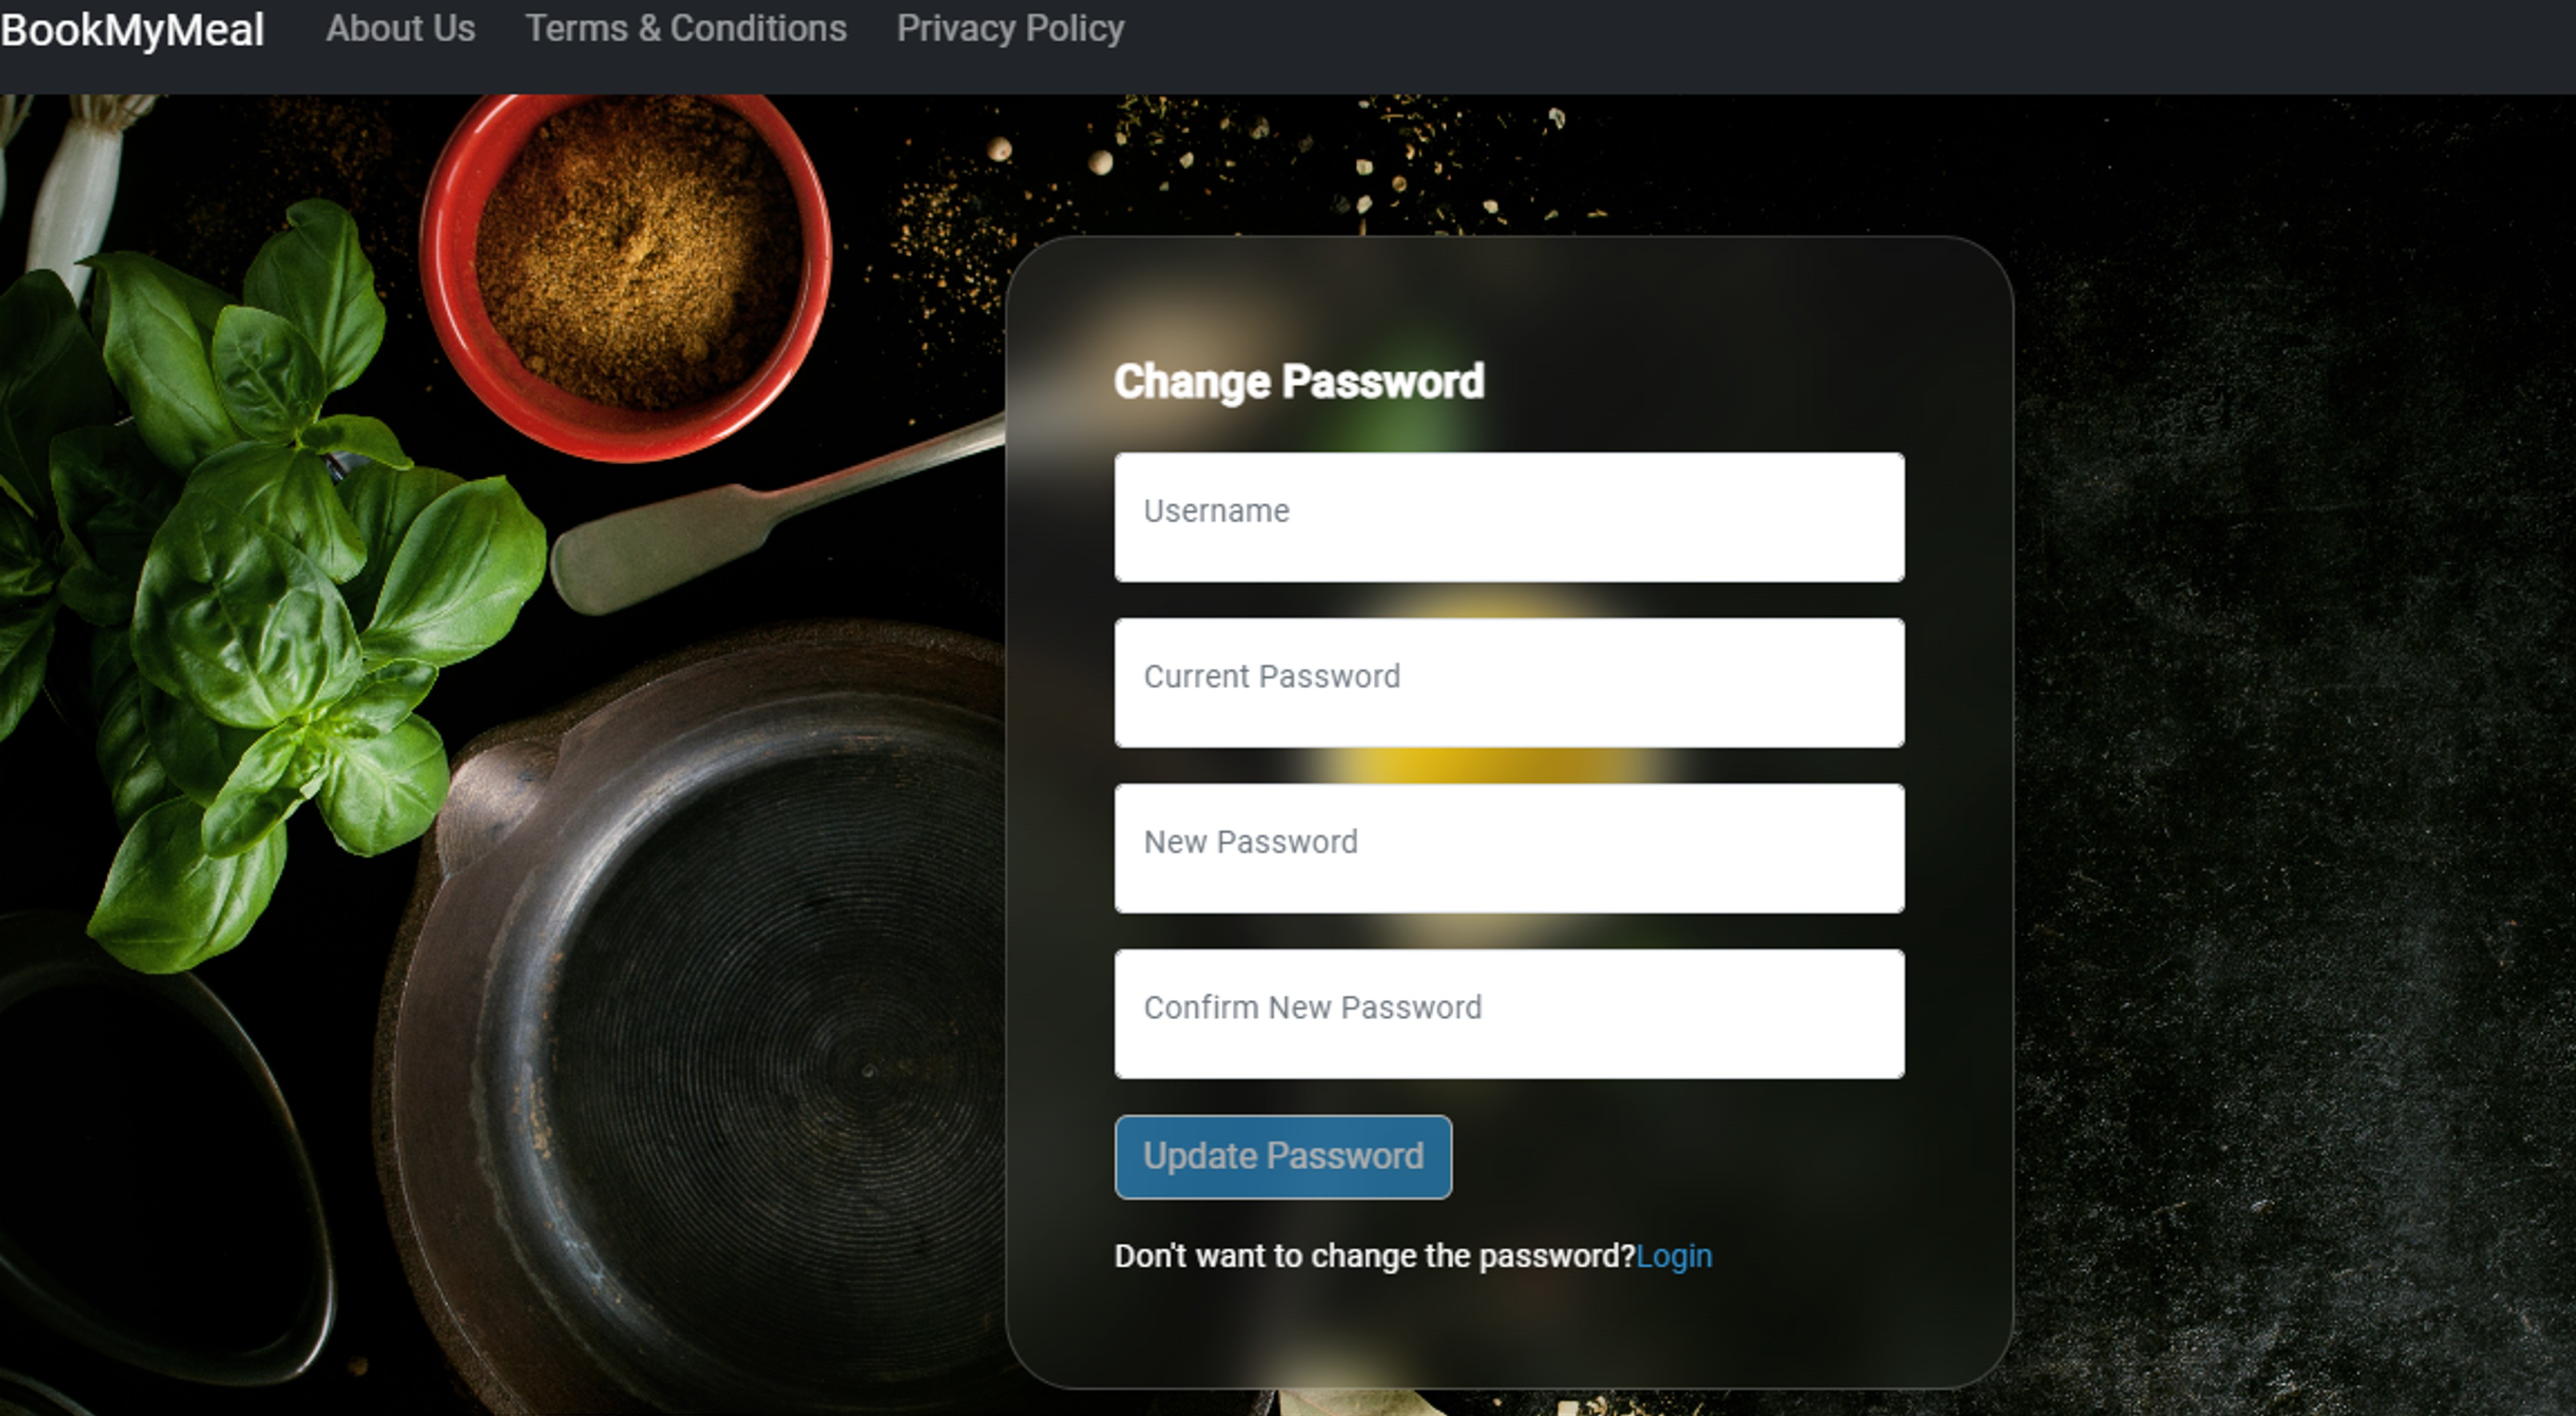 BookMyMeal About Us Terms & Conditions Privacy Policy
Change Password
Username
Current Password
New Password
Confirm New Password
Update Password
Don't want to change the password?Login